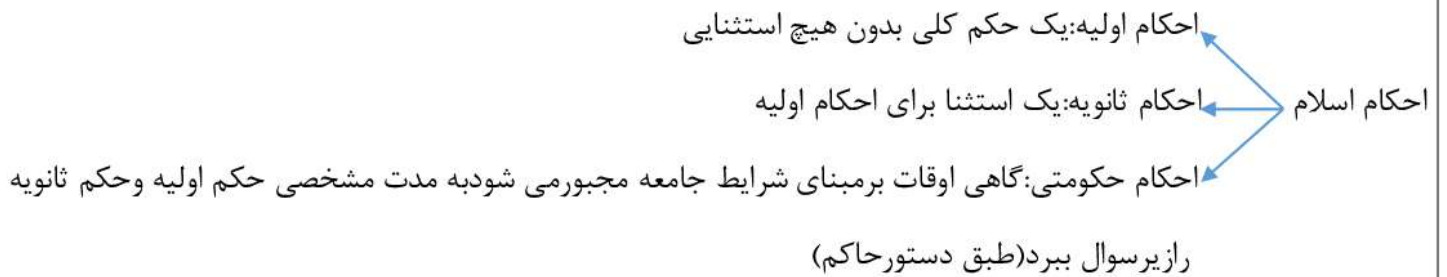 احکام اولیه:یک حکم کلی بدون هیچ استثنایی
احکام اسلام
احکام ثانویه:یک استثنا برای احکام اولیه
احکام حکومتی:گاهی اوقات برمبنای شرایط جامعه مجبورمی شودبه مدت مشخصی حکم اولیه وحکم ثانویه
رازیرسوال ببرد(طبق دستورحاکم)